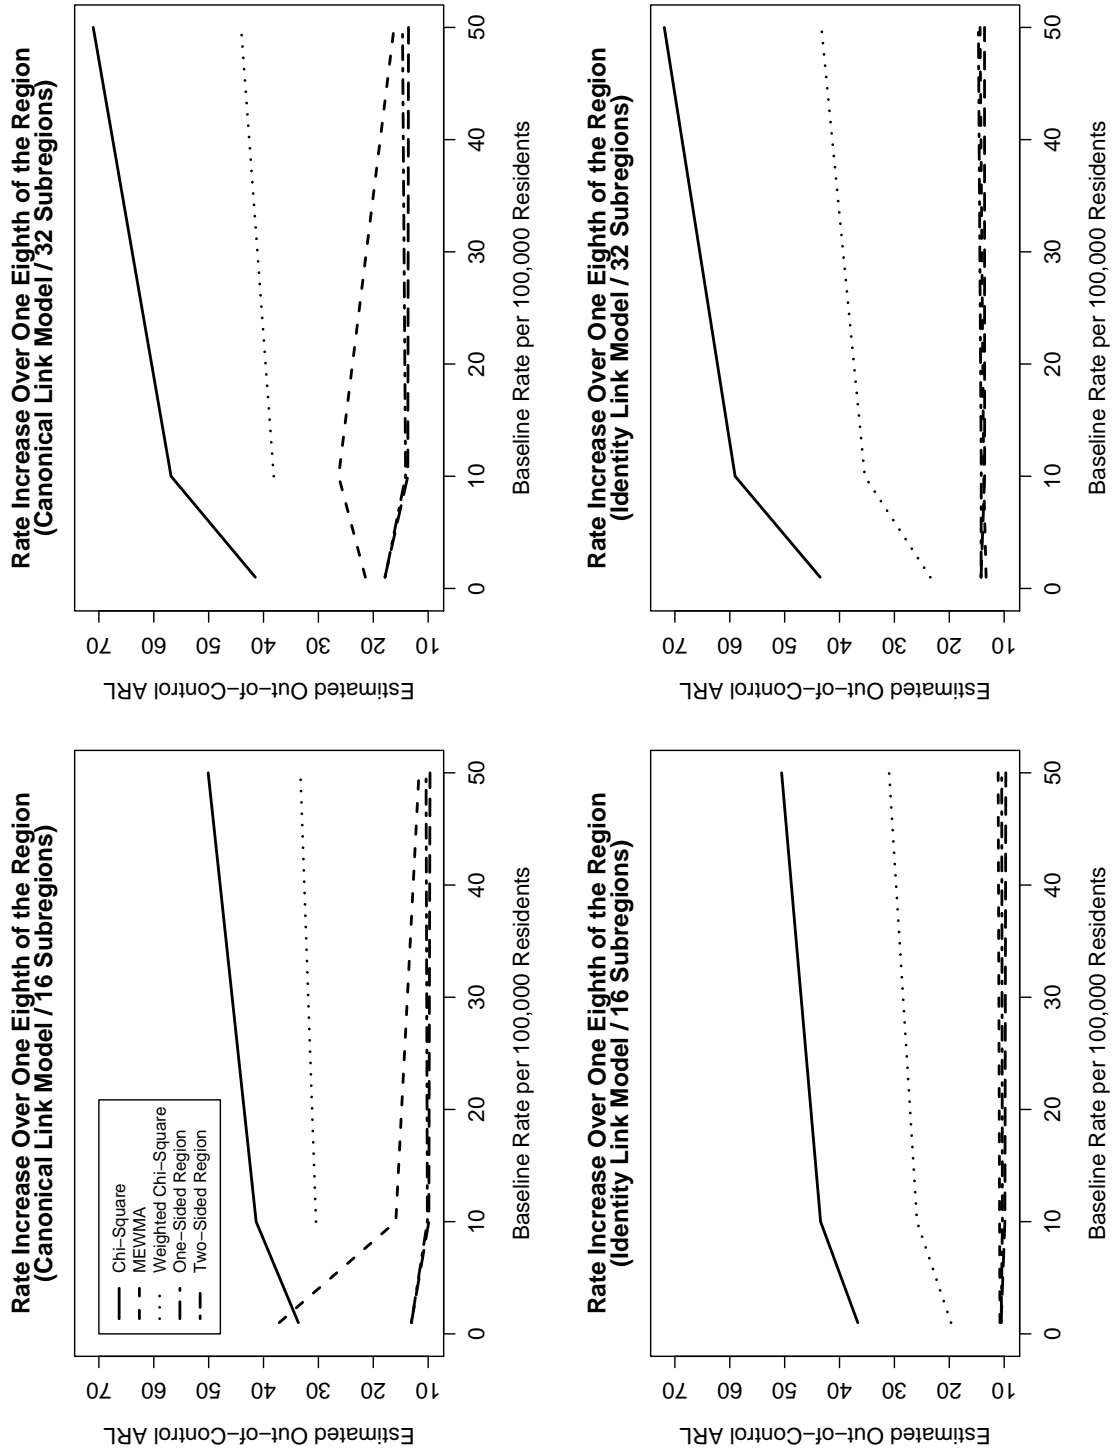 Rate Increase Over One Eighth of the Region
(Canonical Link Model / 16 Subregions)
Estimated Out−of−Control ARL
70
60
50
40
30
20
10
Chi−Square
MEWMA
Weighted Chi−Square
One−Sided Region
Two−Sided Region
0 10 20 30 40 50
Baseline Rate per 100,000 Residents
Rate Increase Over One Eighth of the Region
(Canonical Link Model / 32 Subregions)
Estimated Out−of−Control ARL
70
60
50
40
30
20
10
0 10 20 30 40 50
Baseline Rate per 100,000 Residents
Rate Increase Over One Eighth of the Region
(Identity Link Model / 16 Subregions)
Estimated Out−of−Control ARL
70
60
50
40
30
20
10
0 10 20 30 40 50
Baseline Rate per 100,000 Residents
Rate Increase Over One Eighth of the Region
(Identity Link Model / 32 Subregions)
Estimated Out−of−Control ARL
70
60
50
40
30
20
10
0 10 20 30 40 50
Baseline Rate per 100,000 Residents